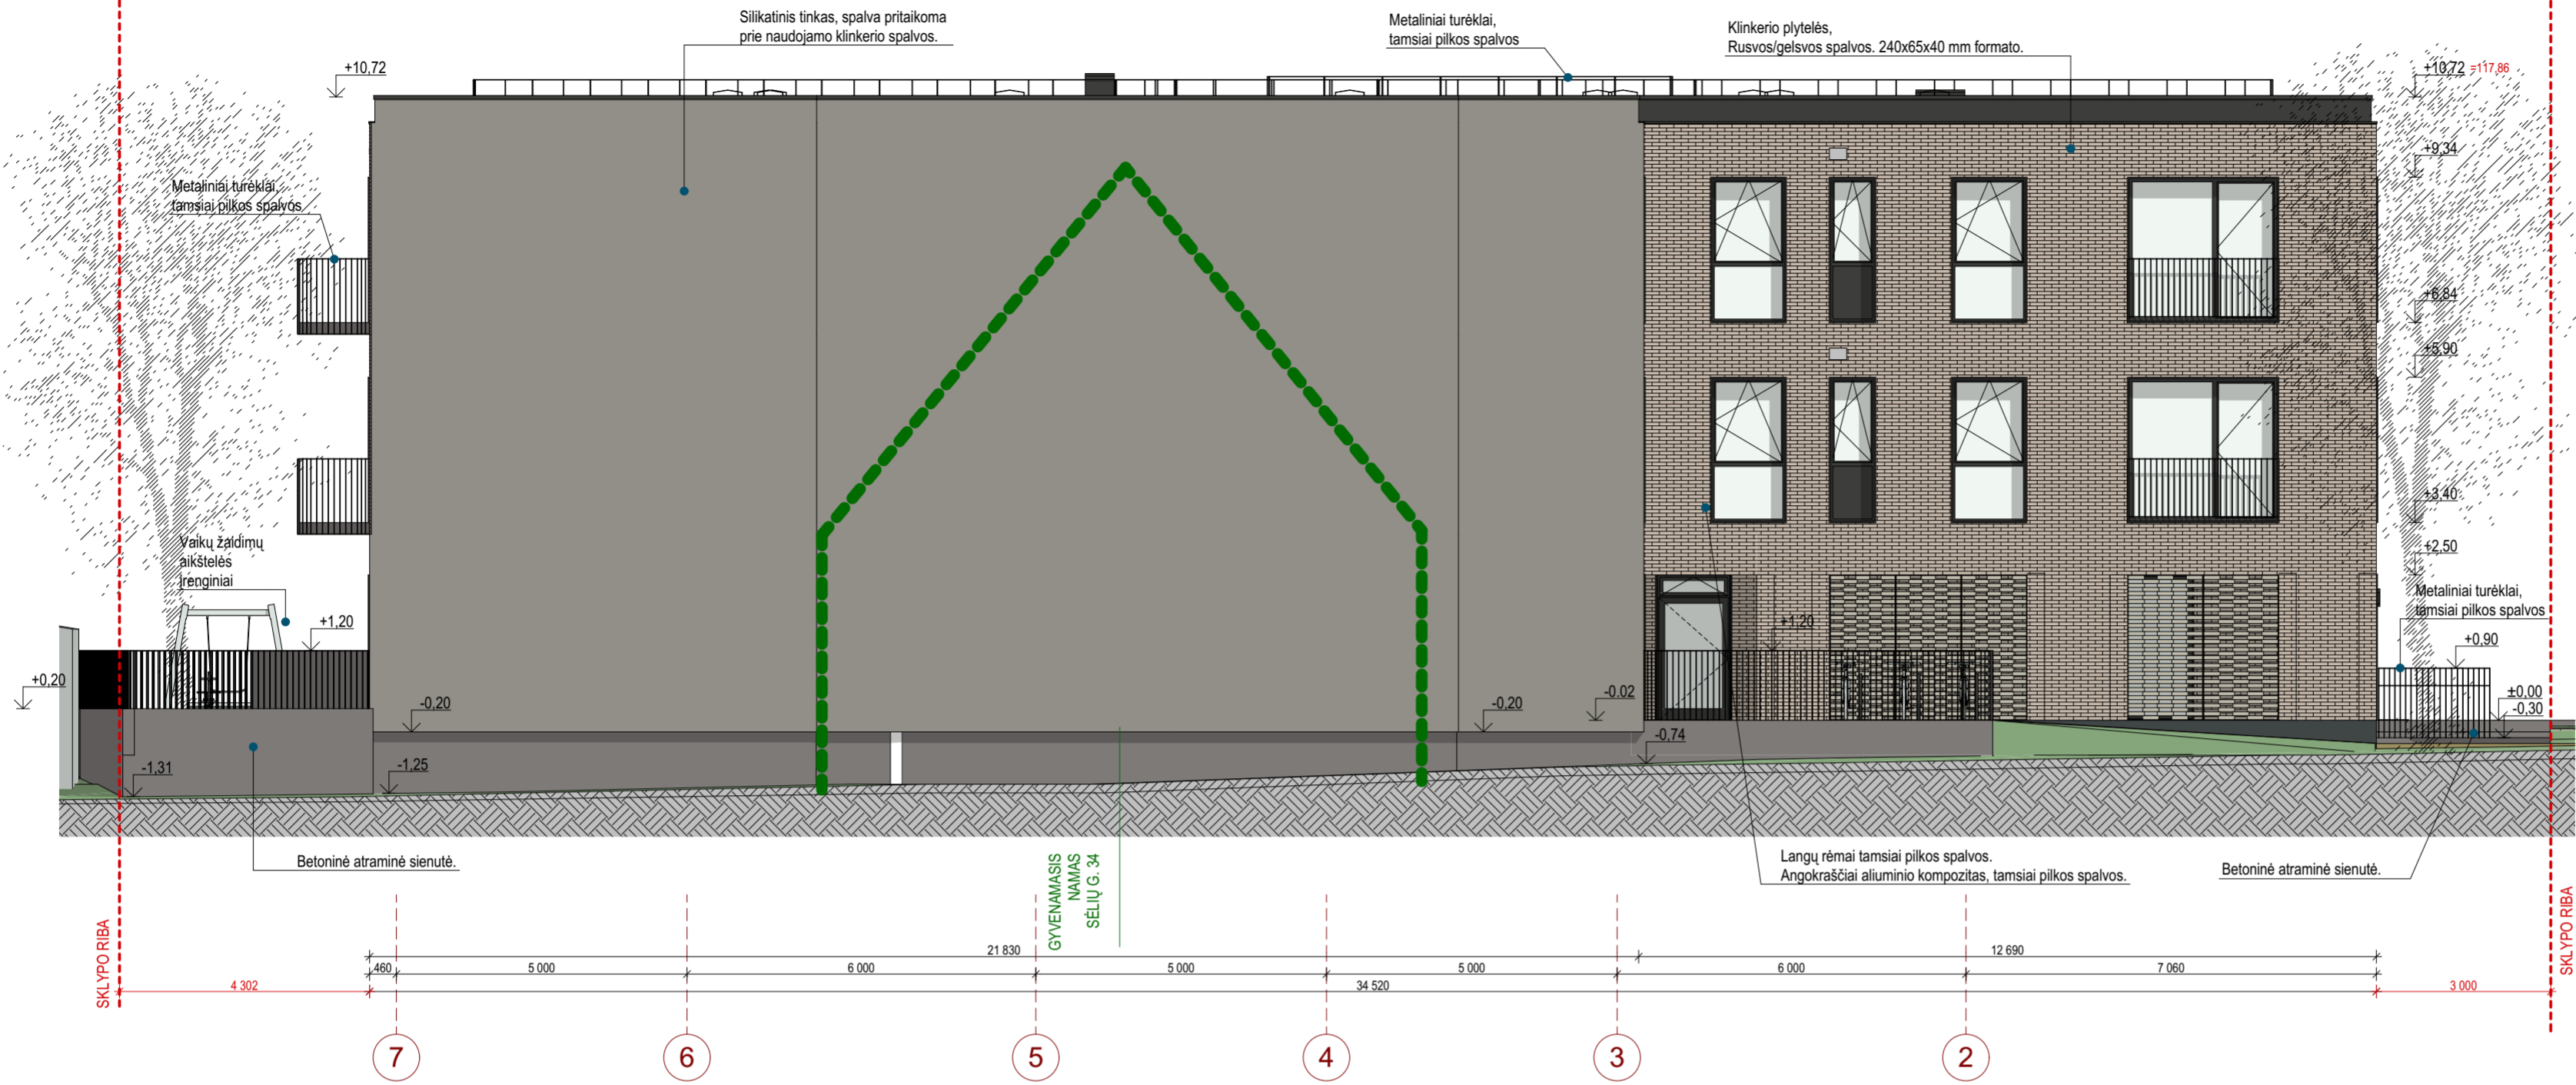 Silikatinis tinkas, spalva pritaikoma
prie naudojamo klinkerio spalvos.
Metaliniai turėklai,
tamsiai pilkos spalvos
Klinkerio plytelės,
Rusvos/gelsvos spalvos. 240x65x40 mm formato.
+10,72
+10,72 =117,86
+9,34
Metaliniai turėklai,
tamsiai pilkos spalvos
+6,84
+5,90
+3,40
+2,50
Vaikų žaidimų
aikštelės
įrenginiai
Metaliniai turėklai,
tamsiai pilkos spalvos
+1,20
+1,20
+0,90
+0,20
-0,20
-0,20
-0.02
±0,00
-0,30
-0,74
-1,31
-1,25
Betoninė atraminė sienutė.
GYVENAMASIS
NAMAS
SĖLIŲ G. 34
Langų rėmai tamsiai pilkos spalvos.
Angokraščiai aliuminio kompozitas, tamsiai pilkos spalvos.
Betoninė atraminė sienutė.
SKLYPO RIBA
SKLYPO RIBA
21 830
12 690
460
5 000
6 000
5 000
5 000
6 000
7 060
4 302
34 520
3 000
7
6
5
4
3
2